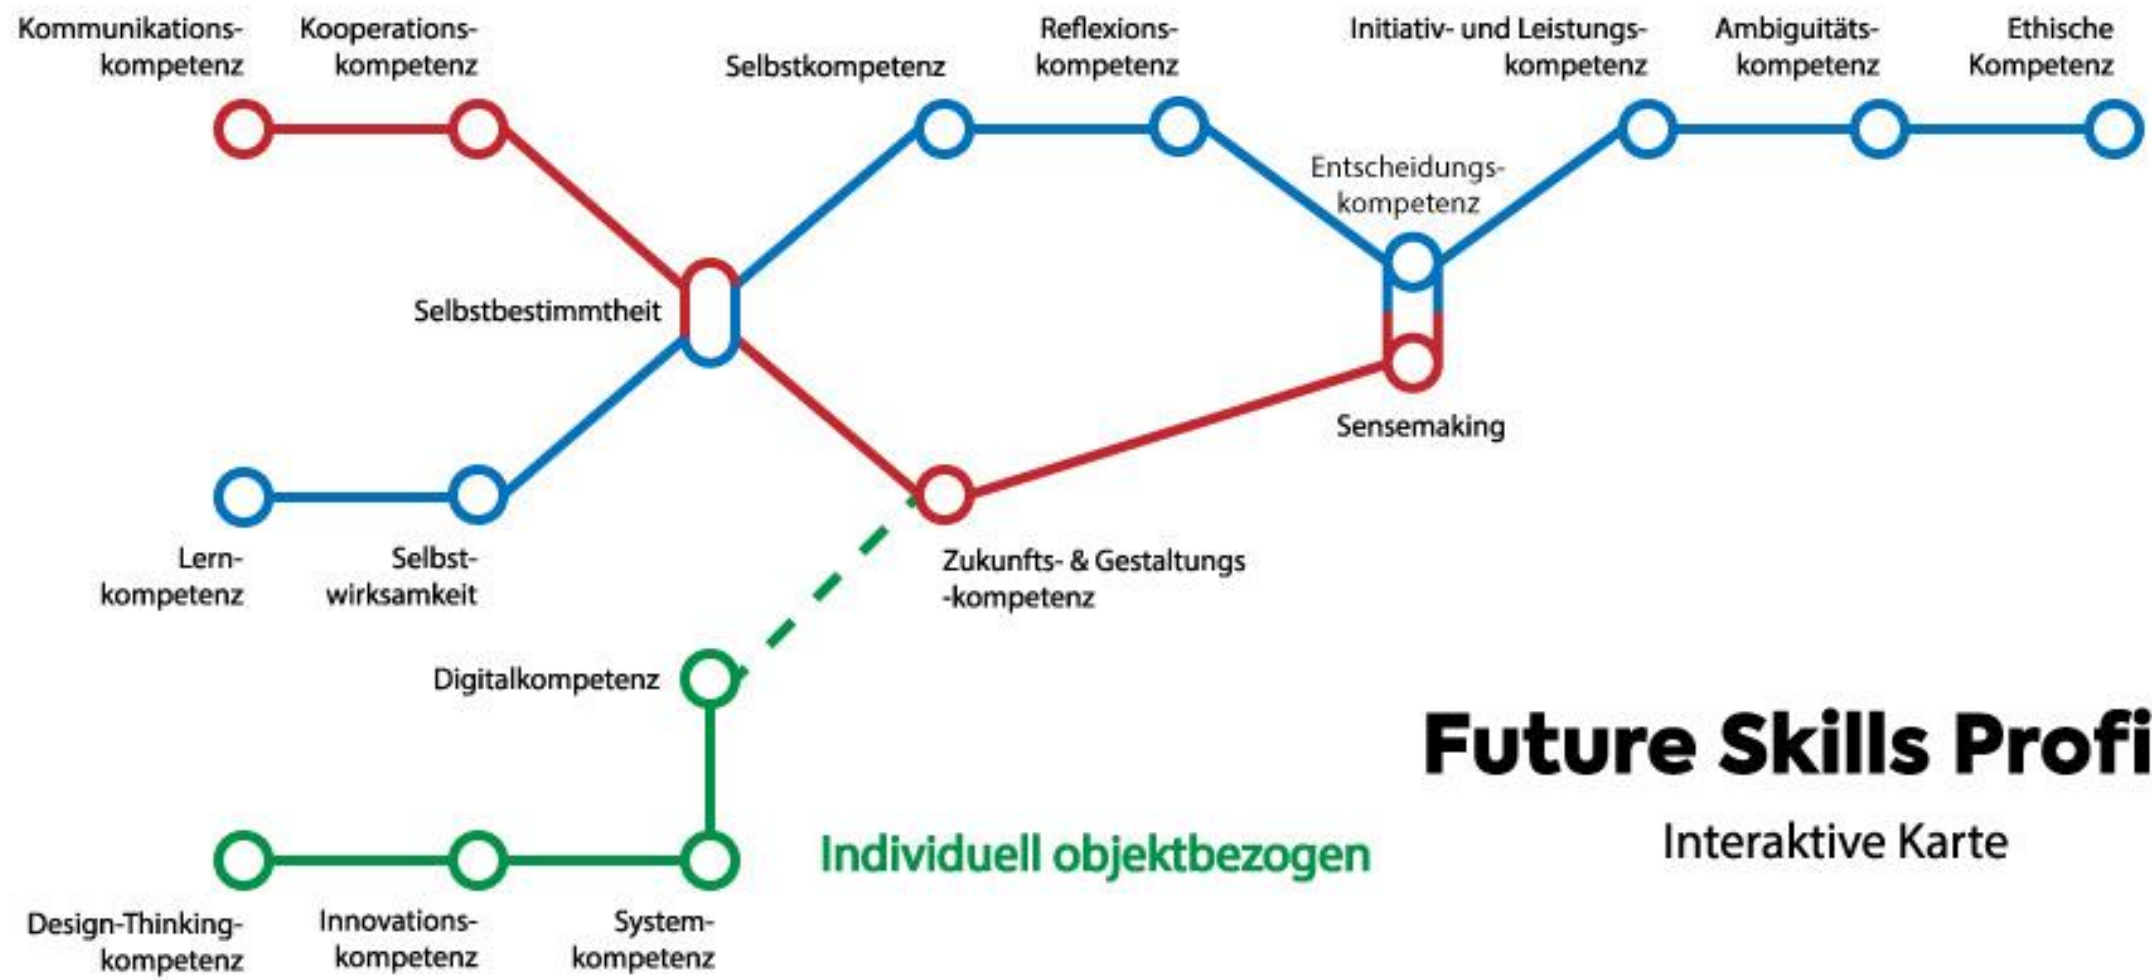 Kommunikations-
kompetenz
Kooperations-
kompetenz
Selbstkompetenz
Reflexions-
kompetenz
Initiativ- und Leistungs-
kompetenz
Ambiguitäts-
kompetenz
Ethische
Kompetenz
Entscheidungs-
kompetenz
Selbstbestimmtheit
Sensemaking
Lern-
kompetenz
Selbst-
wirksamkeit
Zukunfts- & Gestaltungs
-kompetenz
Digitalkompetenz
Future Skills Profi
Interaktive Karte
Individuell objektbezogen
Design-Thinking-
kompetenz
Innovations-
kompetenz
System-
kompetenz